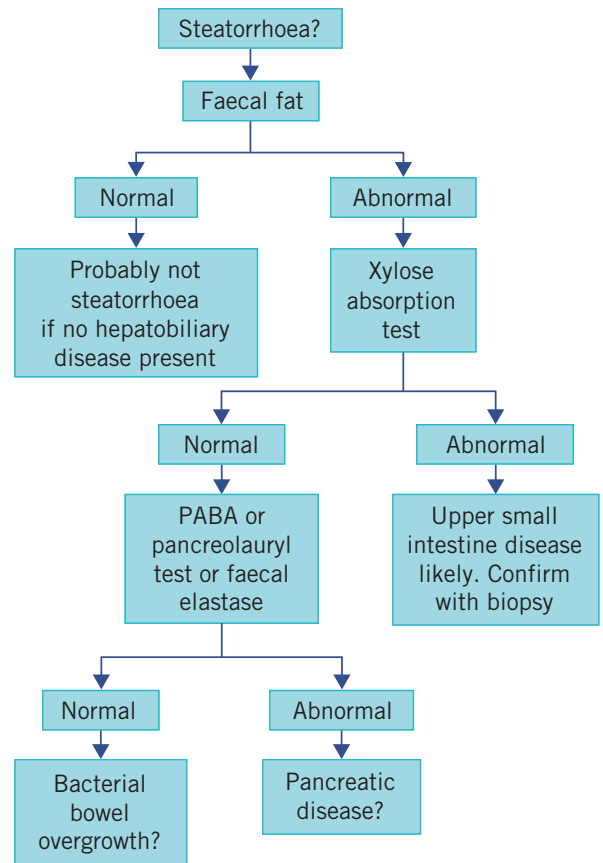 Steatorrhoea?
Faecal fat
Normal
Abnormal
Probably not
steatorrhoea
if no hepatobiliary
disease present
Xylose
absorption
test
Normal
Abnormal
PABA or
pancreolauryl
test or faecal
elastase
Upper small
intestine disease
likely. Confirm
with biopsy
Normal
Abnormal
Bacterial
bowel
overgrowth?
Pancreatic
disease?